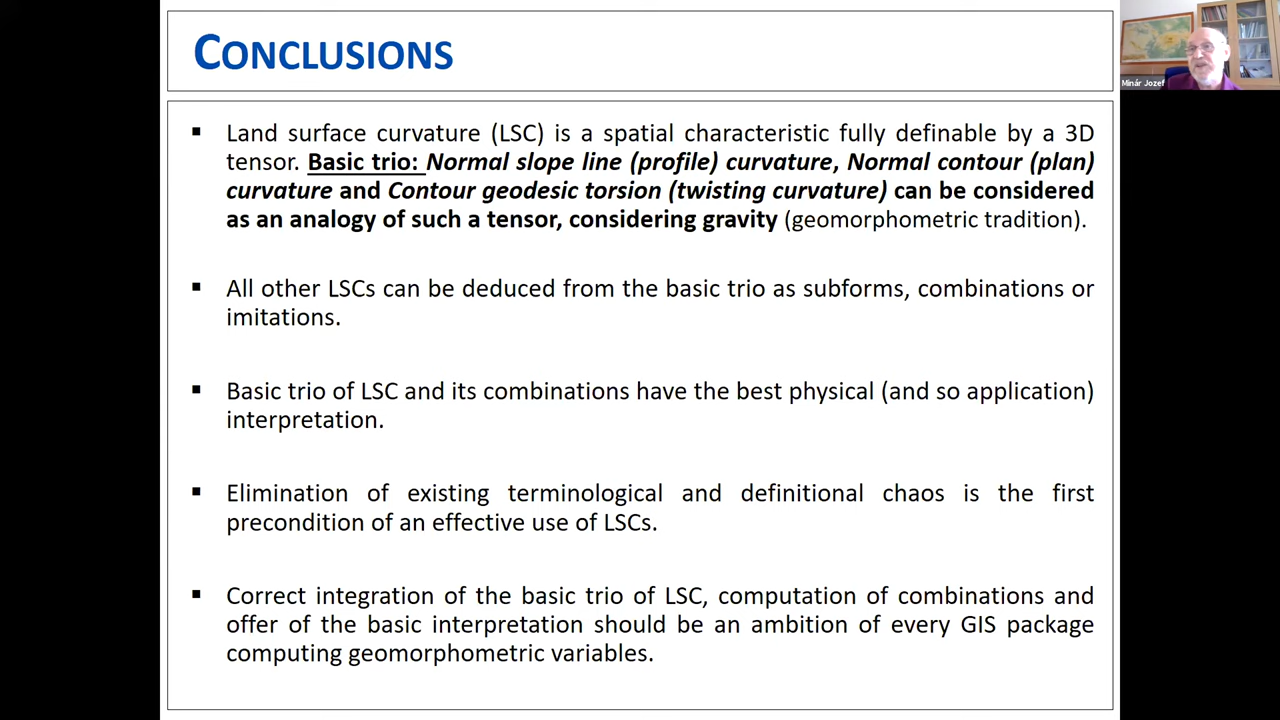 CONCLUSIONS
Minár Jozef
▪ Land surface curvature (LSC) is a spatial characteristic fully definable by a 3D
tensor. Basic trio: Normal slope line (profile) curvature, Normal contour (plan)
curvature and Contour geodesic torsion (twisting curvature) can be considered
as an analogy of such a tensor, considering gravity (geomorphometric tradition).
▪ All other LSCs can be deduced from the basic trio as subforms, combinations or
imitations.
▪ Basic trio of LSC and its combinations have the best physical (and so application)
interpretation.
▪ Elimination of existing terminological and definitional chaos is the first
precondition of an effective use of LSCs.
▪ Correct integration of the basic trio of LSC, computation of combinations and
offer of the basic interpretation should be an ambition of every GIS package
computing geomorphometric variables.